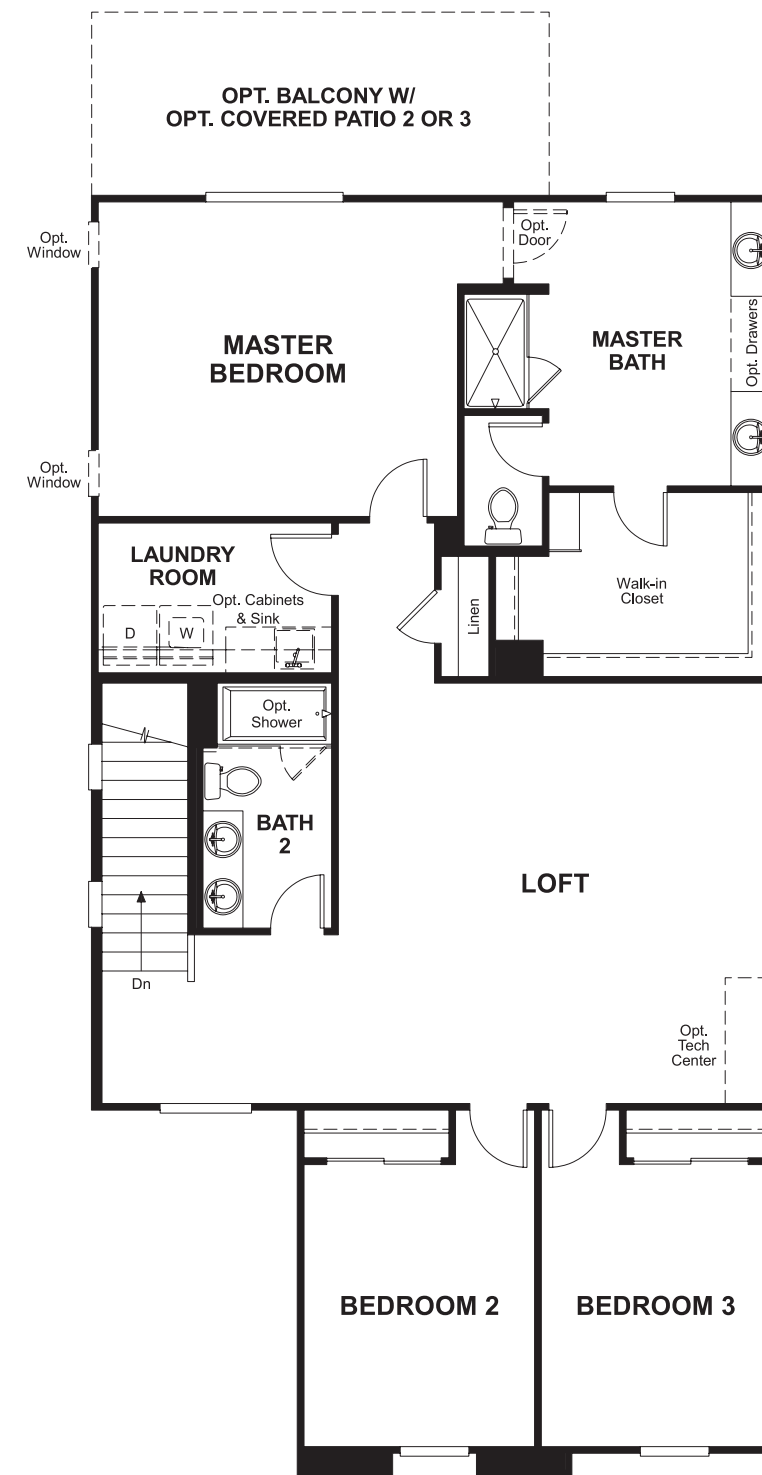 OPT. BALCONY W/
OPT. COVERED PATIO 2 OR 3
Opt.
Window
Opt.
Door
MASTER
BEDROOM
MASTER
BATH
Opt. Drawers
Opt.
Window
LAUNDRY
ROOM
Opt. Cabinets
& Sink
D
W
Linen
Walk-in
Closet
Opt.
Shower
BATH
2
LOFT
Dn
Opt.
Tech
Center
BEDROOM 2
BEDROOM 3